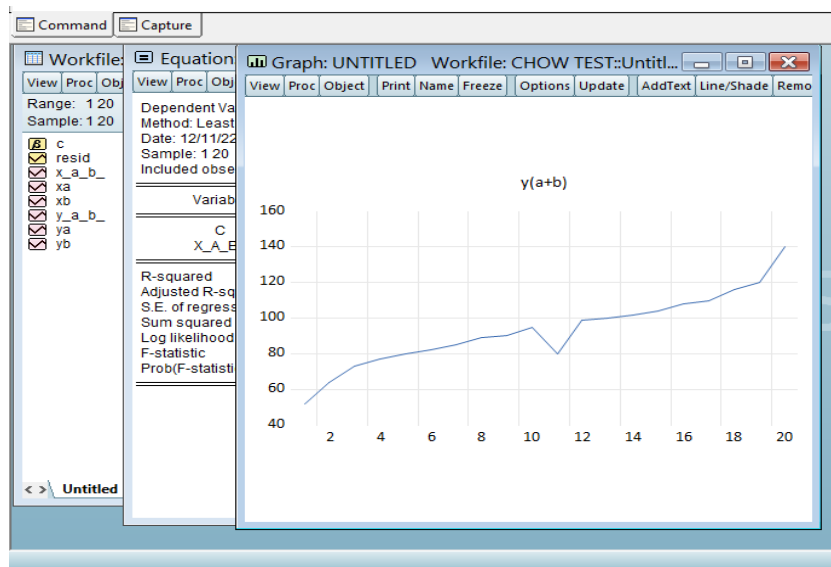 Command Capture
Workfile:
View Proc Obj
Range: 1 20
Sample: 1 20
c
resid
x_a_b_
xa
xb
y_a_b_
ya
yb
< > Untitled
Equation
View Proc Obj
Dependent Va
Method: Least
Date: 12/11/22
Sample: 1 20
Included obse
Variab
C
X_A_B
R-squared
Adjusted R-sq
S.E. of regress
Sum squared
Log likelihood
F-statistic
Prob(F-statisti
Graph: UNTITLED Workfile: CHOW TEST::Untitl...
View Proc Object Print Name Freeze Options Update AddText Line/Shade Remo
y(a+b)
160
140
120
100
80
60
40
2 4 6 8 10 12 14 16 18 20